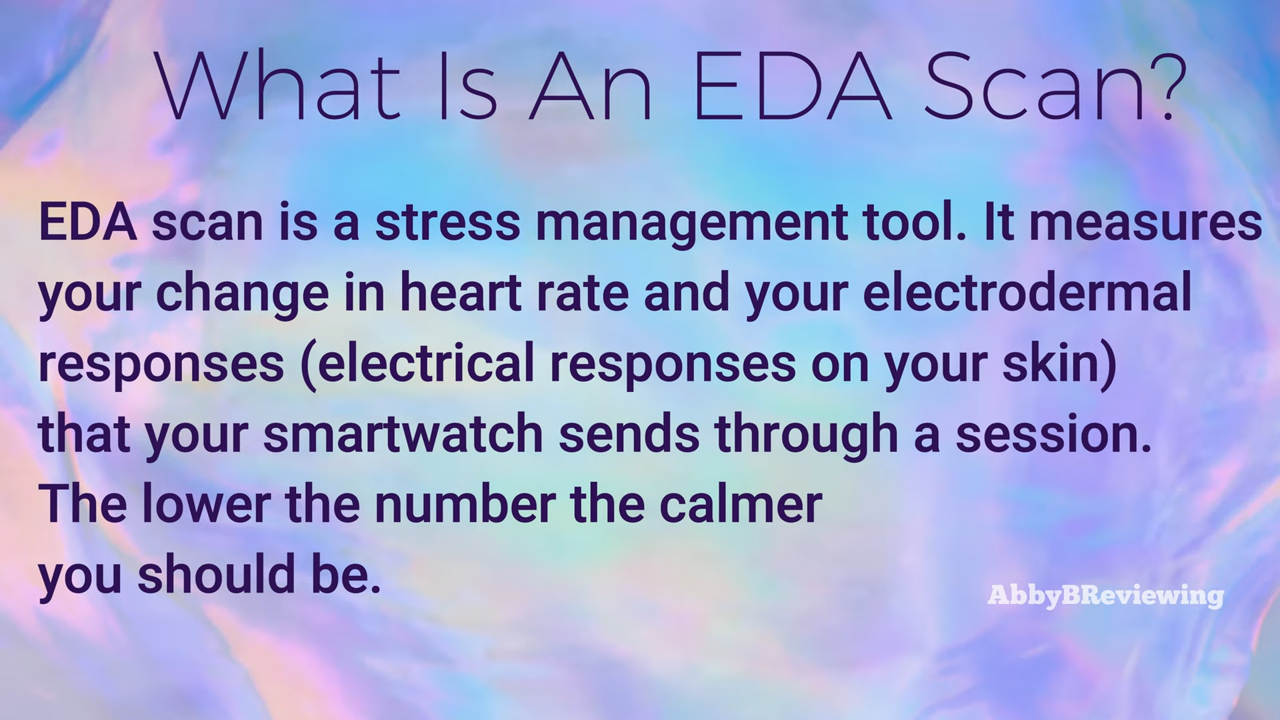 What Is An EDA Scan?
EDA scan is a stress management tool. It measures
your change in heart rate and your electrodermal
responses (electrical responses on your skin)
that your smartwatch sends through a session.
The lower the number the calmer
you should be.
AbbyBReviewing